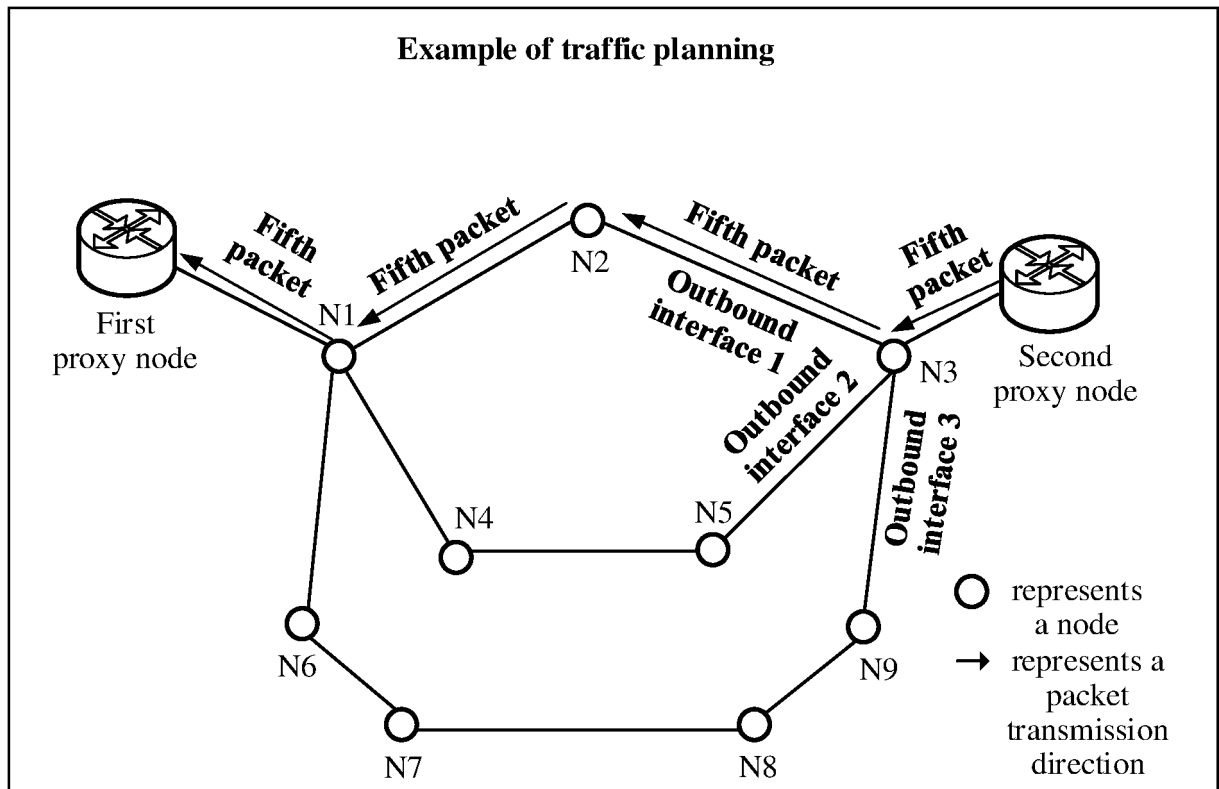 Example of traffic planning
Fifth
packet
Fifth packet
Fifth packet
Fifth
packet
N2
Outbound
interface 1
N1
First
proxy node
N3
Second
proxy node
Outbound
interface 2
Outbound
interface 3
N4
N5
N6
N9
N7
N8
represents
a node
represents a
packet
transmission
direction